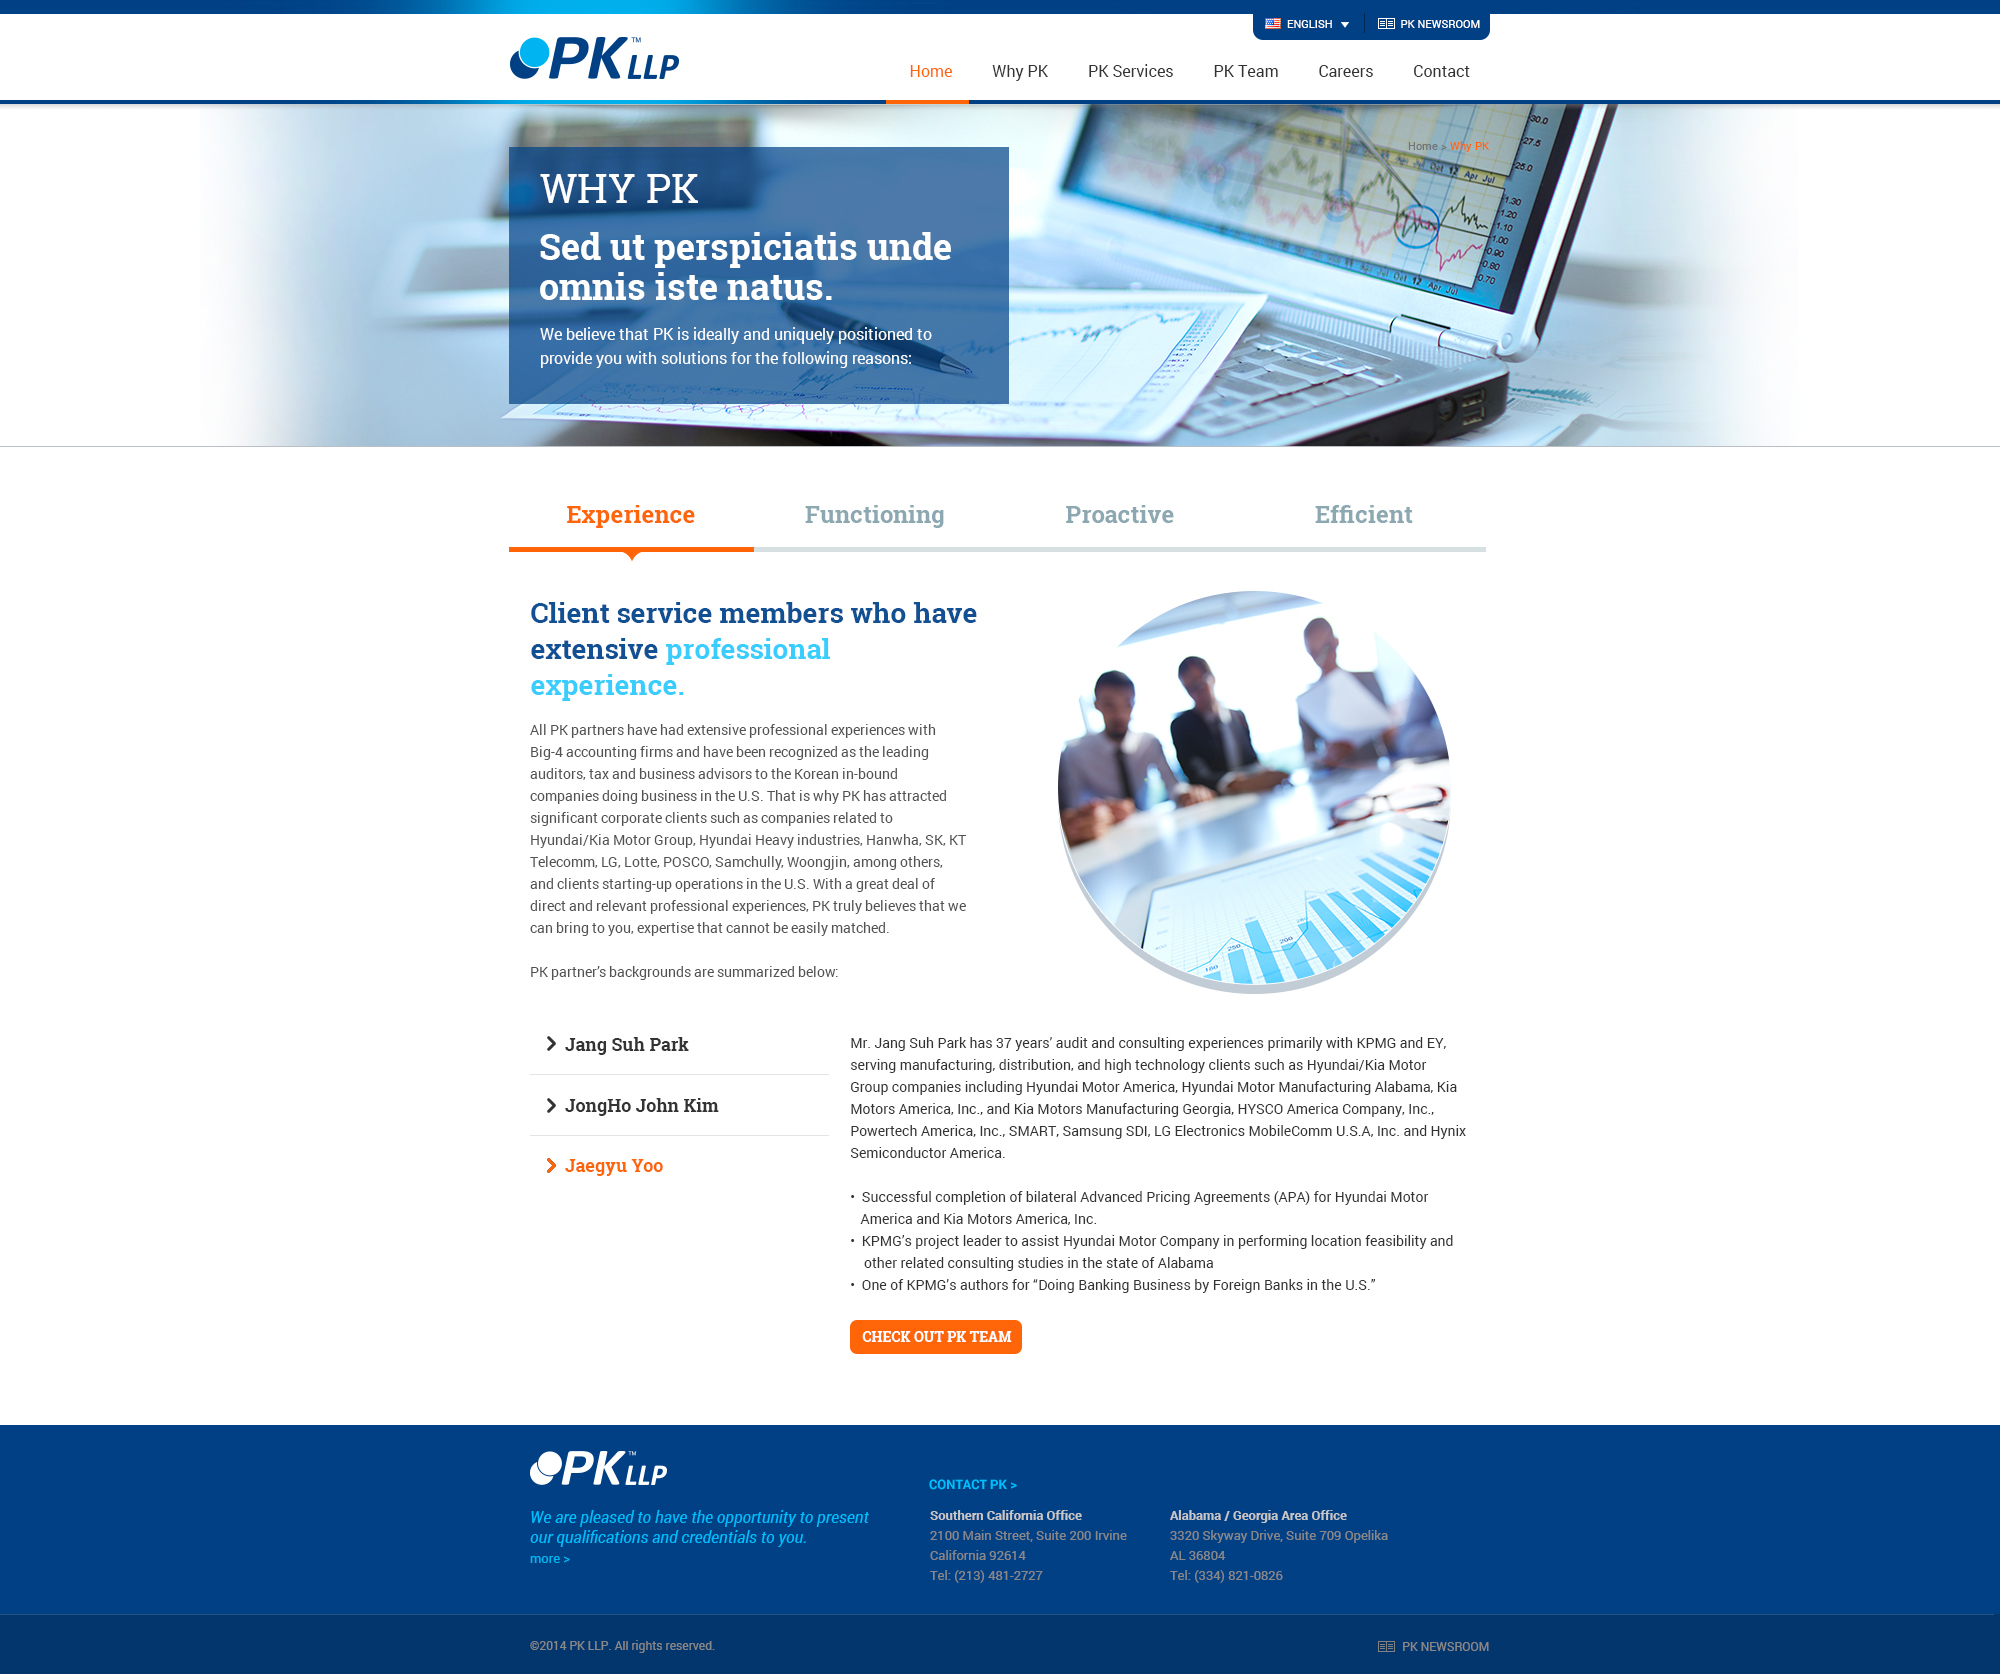 ENGLISH
PK NEWSROOM
PK LLP™
Home
Why PK
PK Services
PK Team
Careers
Contact
Home > Why PK
WHY PK
Sed ut perspiciatis unde
omnis iste natus.
We believe that PK is ideally and uniquely positioned to
provide you with solutions for the following reasons:
Experience
Functioning
Proactive
Efficient
Client service members who have
extensive professional
experience.
All PK partners have had extensive professional experiences with
Big-4 accounting firms and have been recognized as the leading
auditors, tax and business advisors to the Korean in-bound
companies doing business in the U.S. That is why PK has attracted
significant corporate clients such as companies related to
Hyundai/Kia Motor Group, Hyundai Heavy industries, Hanwha, SK, KT
Telecomm, LG, Lotte, POSCO, Samchully, Woongjin, among others,
and clients starting-up operations in the U.S. With a great deal of
direct and relevant professional experiences, PK truly believes that we
can bring to you, expertise that cannot be easily matched.
PK partner’s backgrounds are summarized below:
Jang Suh Park
JongHo John Kim
Jaegyu Yoo
Mr. Jang Suh Park has 37 years’ audit and consulting experiences primarily with KPMG and EY,
serving manufacturing, distribution, and high technology clients such as Hyundai/Kia Motor
Group companies including Hyundai Motor America, Hyundai Motor Manufacturing Alabama, Kia
Motors America, Inc., and Kia Motors Manufacturing Georgia, HYSCO America Company, Inc.,
Powertech America, Inc., SMART, Samsung SDI, LG Electronics MobileComm U.S.A, Inc. and Hynix
Semiconductor America.
• Successful completion of bilateral Advanced Pricing Agreements (APA) for Hyundai Motor
America and Kia Motors America, Inc.
• KPMG’s project leader to assist Hyundai Motor Company in performing location feasibility and
other related consulting studies in the state of Alabama
• One of KPMG’s authors for “Doing Banking Business by Foreign Banks in the U.S.”
CHECK OUT PK TEAM
PK LLP™
We are pleased to have the opportunity to present
our qualifications and credentials to you.
more >
CONTACT PK >
Southern California Office
2100 Main Street, Suite 200 Irvine
California 92614
Tel: (213) 481-2727
Alabama / Georgia Area Office
3320 Skyway Drive, Suite 709 Opelika
AL 36804
Tel: (334) 821-0826
©2014 PK LLP. All rights reserved.
PK NEWSROOM